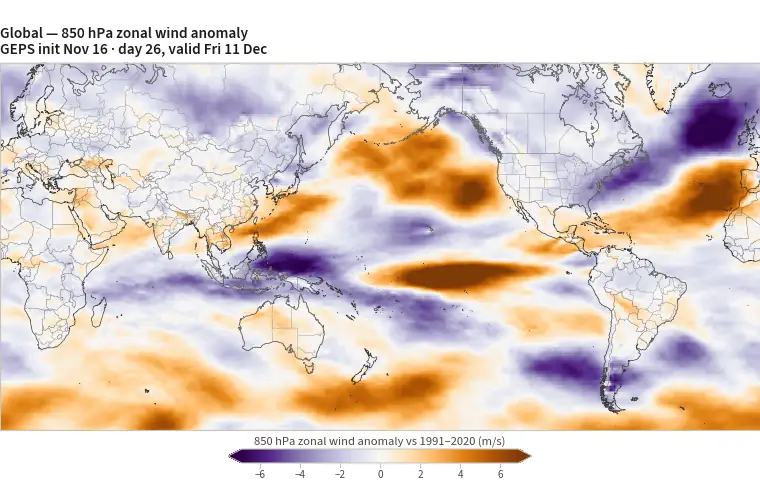 Global — 850 hPa zonal wind anomaly
GEPS init Nov 16 · day 26, valid Fri 11 Dec
850 hPa zonal wind anomaly vs 1991–2020 (m/s)
−6 −4 −2 0 2 4 6